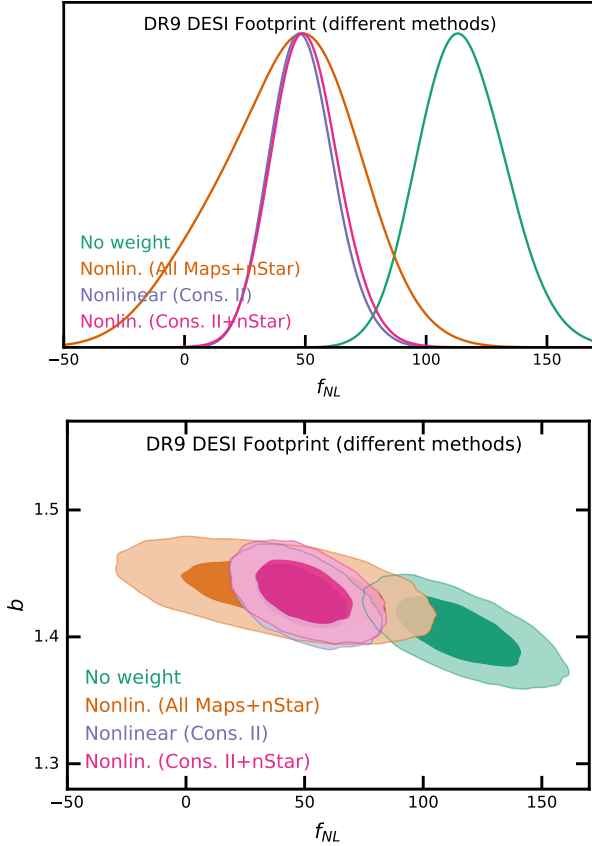 DR9 DESI Footprint (different methods)
No weight
Nonlin. (All Maps+nStar)
Nonlinear (Cons. II)
Nonlin. (Cons. II+nStar)
−50 0 50 100 150
f_NL
DR9 DESI Footprint (different methods)
1.5
b
1.4
No weight
Nonlin. (All Maps+nStar)
Nonlinear (Cons. II)
Nonlin. (Cons. II+nStar)
1.3
−50 0 50 100 150
f_NL